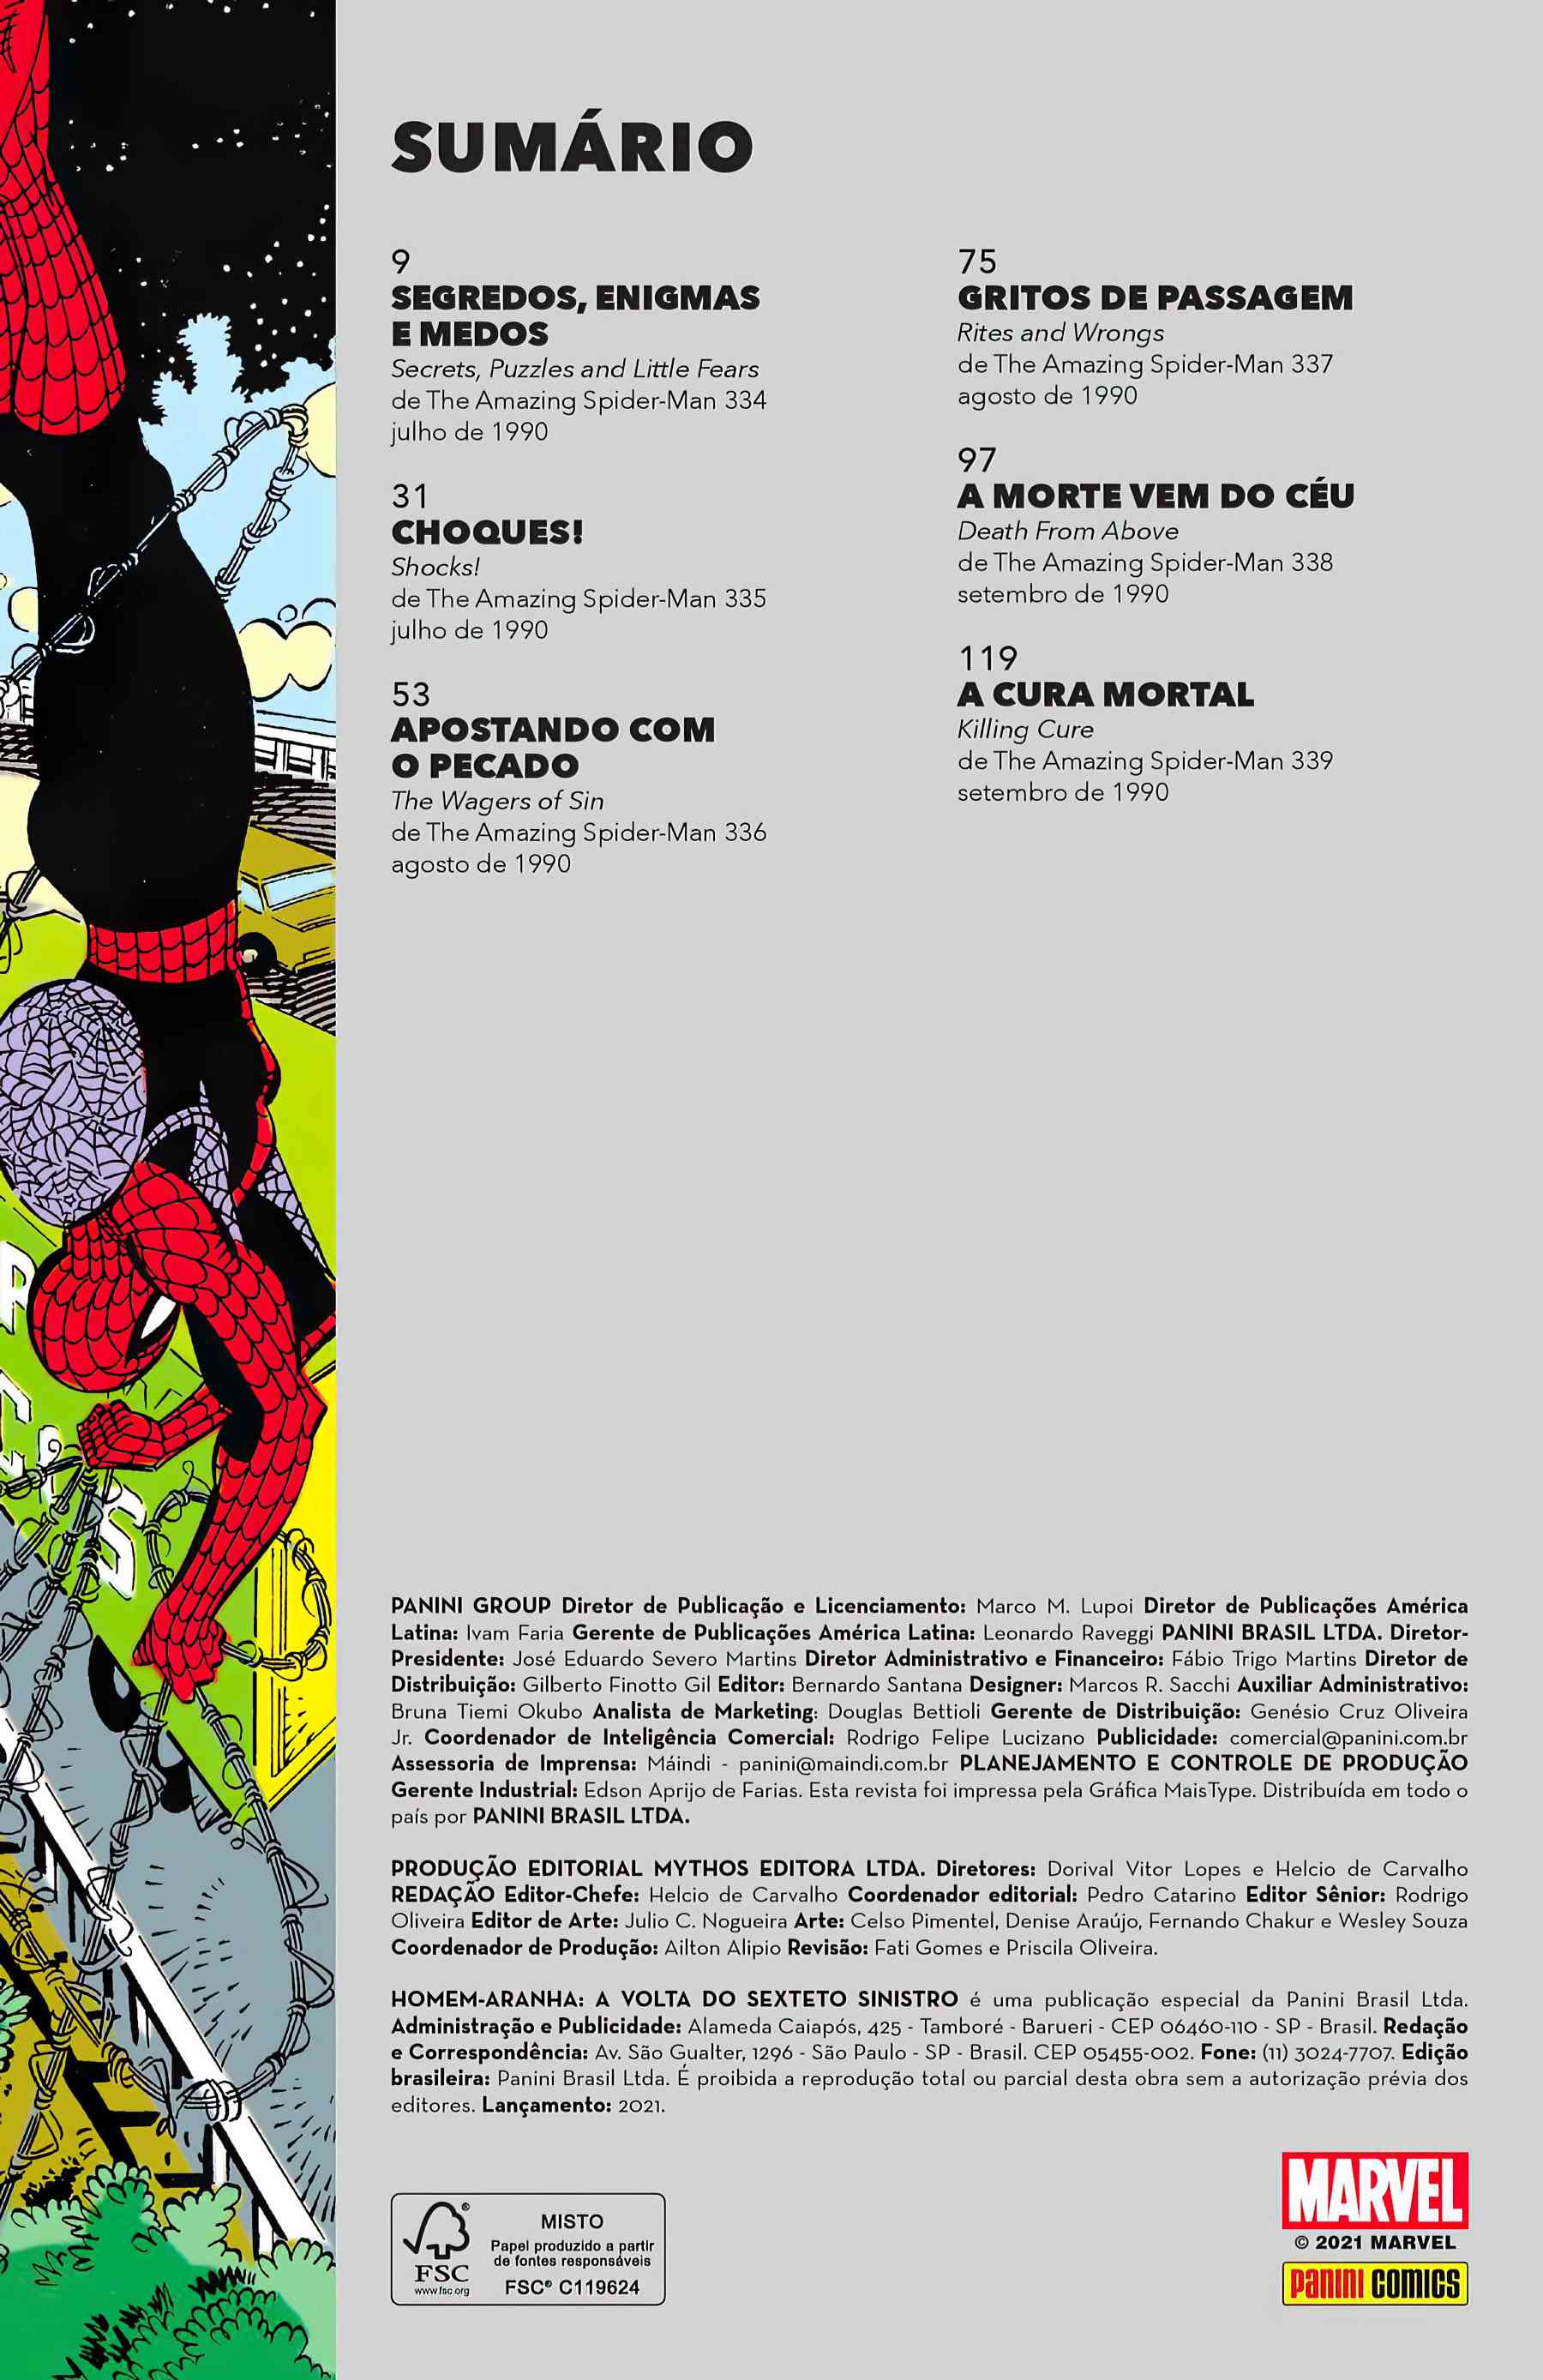 SUMÁRIO
9
SEGREDOS, ENIGMAS
E MEDOS
Secrets, Puzzles and Little Fears
de The Amazing Spider-Man 334
julho de 1990
31
CHOQUES!
Shocks!
de The Amazing Spider-Man 335
julho de 1990
53
APOSTANDO COM
O PECADO
The Wagers of Sin
de The Amazing Spider-Man 336
agosto de 1990
75
GRITOS DE PASSAGEM
Rites and Wrongs
de The Amazing Spider-Man 337
agosto de 1990
97
A MORTE VEM DO CÉU
Death From Above
de The Amazing Spider-Man 338
setembro de 1990
119
A CURA MORTAL
Killing Cure
de The Amazing Spider-Man 339
setembro de 1990
PANINI GROUP Diretor de Publicação e Licenciamento: Marco M. Lupoi Diretor de Publicações América
Latina: Ivam Faria Gerente de Publicações América Latina: Leonardo Raveggi PANINI BRASIL LTDA. Diretor-
Presidente: José Eduardo Severo Martins Diretor Administrativo e Financeiro: Fábio Trigo Martins Diretor de
Distribuição: Gilberto Finotto Gil Editor: Bernardo Santana Designer: Marcos R. Sacchi Auxiliar Administrativo:
Bruna Tiemi Okubo Analista de Marketing: Douglas Bettioli Gerente de Distribuição: Genésio Cruz Oliveira
Jr. Coordenador de Inteligência Comercial: Rodrigo Felipe Lucizano Publicidade: comercial@panini.com.br
Assessoria de Imprensa: Máindi - panini@maindi.com.br PLANEJAMENTO E CONTROLE DE PRODUÇÃO
Gerente Industrial: Edson Aprijo de Farias. Esta revista foi impressa pela Gráfica MaisType. Distribuída em todo o
país por PANINI BRASIL LTDA.
PRODUÇÃO EDITORIAL MYTHOS EDITORA LTDA. Diretores: Dorival Vitor Lopes e Helcio de Carvalho
REDAÇÃO Editor-Chefe: Helcio de Carvalho Coordenador editorial: Pedro Catarino Editor Sênior: Rodrigo
Oliveira Editor de Arte: Julio C. Nogueira Arte: Celso Pimentel, Denise Araújo, Fernando Chakur e Wesley Souza
Coordenador de Produção: Ailton Alipio Revisão: Fati Gomes e Priscila Oliveira.
HOMEM-ARANHA: A VOLTA DO SEXTETO SINISTRO é uma publicação especial da Panini Brasil Ltda.
Administração e Publicidade: Alameda Caiapós, 425 - Tamboré - Barueri - CEP 06460-110 - SP - Brasil. Redação
e Correspondência: Av. São Gualter, 1296 - São Paulo - SP - Brasil. CEP 05455-002. Fone: (11) 3024-7707. Edição
brasileira: Panini Brasil Ltda. É proibida a reprodução total ou parcial desta obra sem a autorização prévia dos
editores. Lançamento: 2021.
FSC
www.fsc.org
MISTO
Papel produzido a partir
de fontes responsáveis
FSC® C119624
MARVEL
© 2021 MARVEL
PANINI COMICS